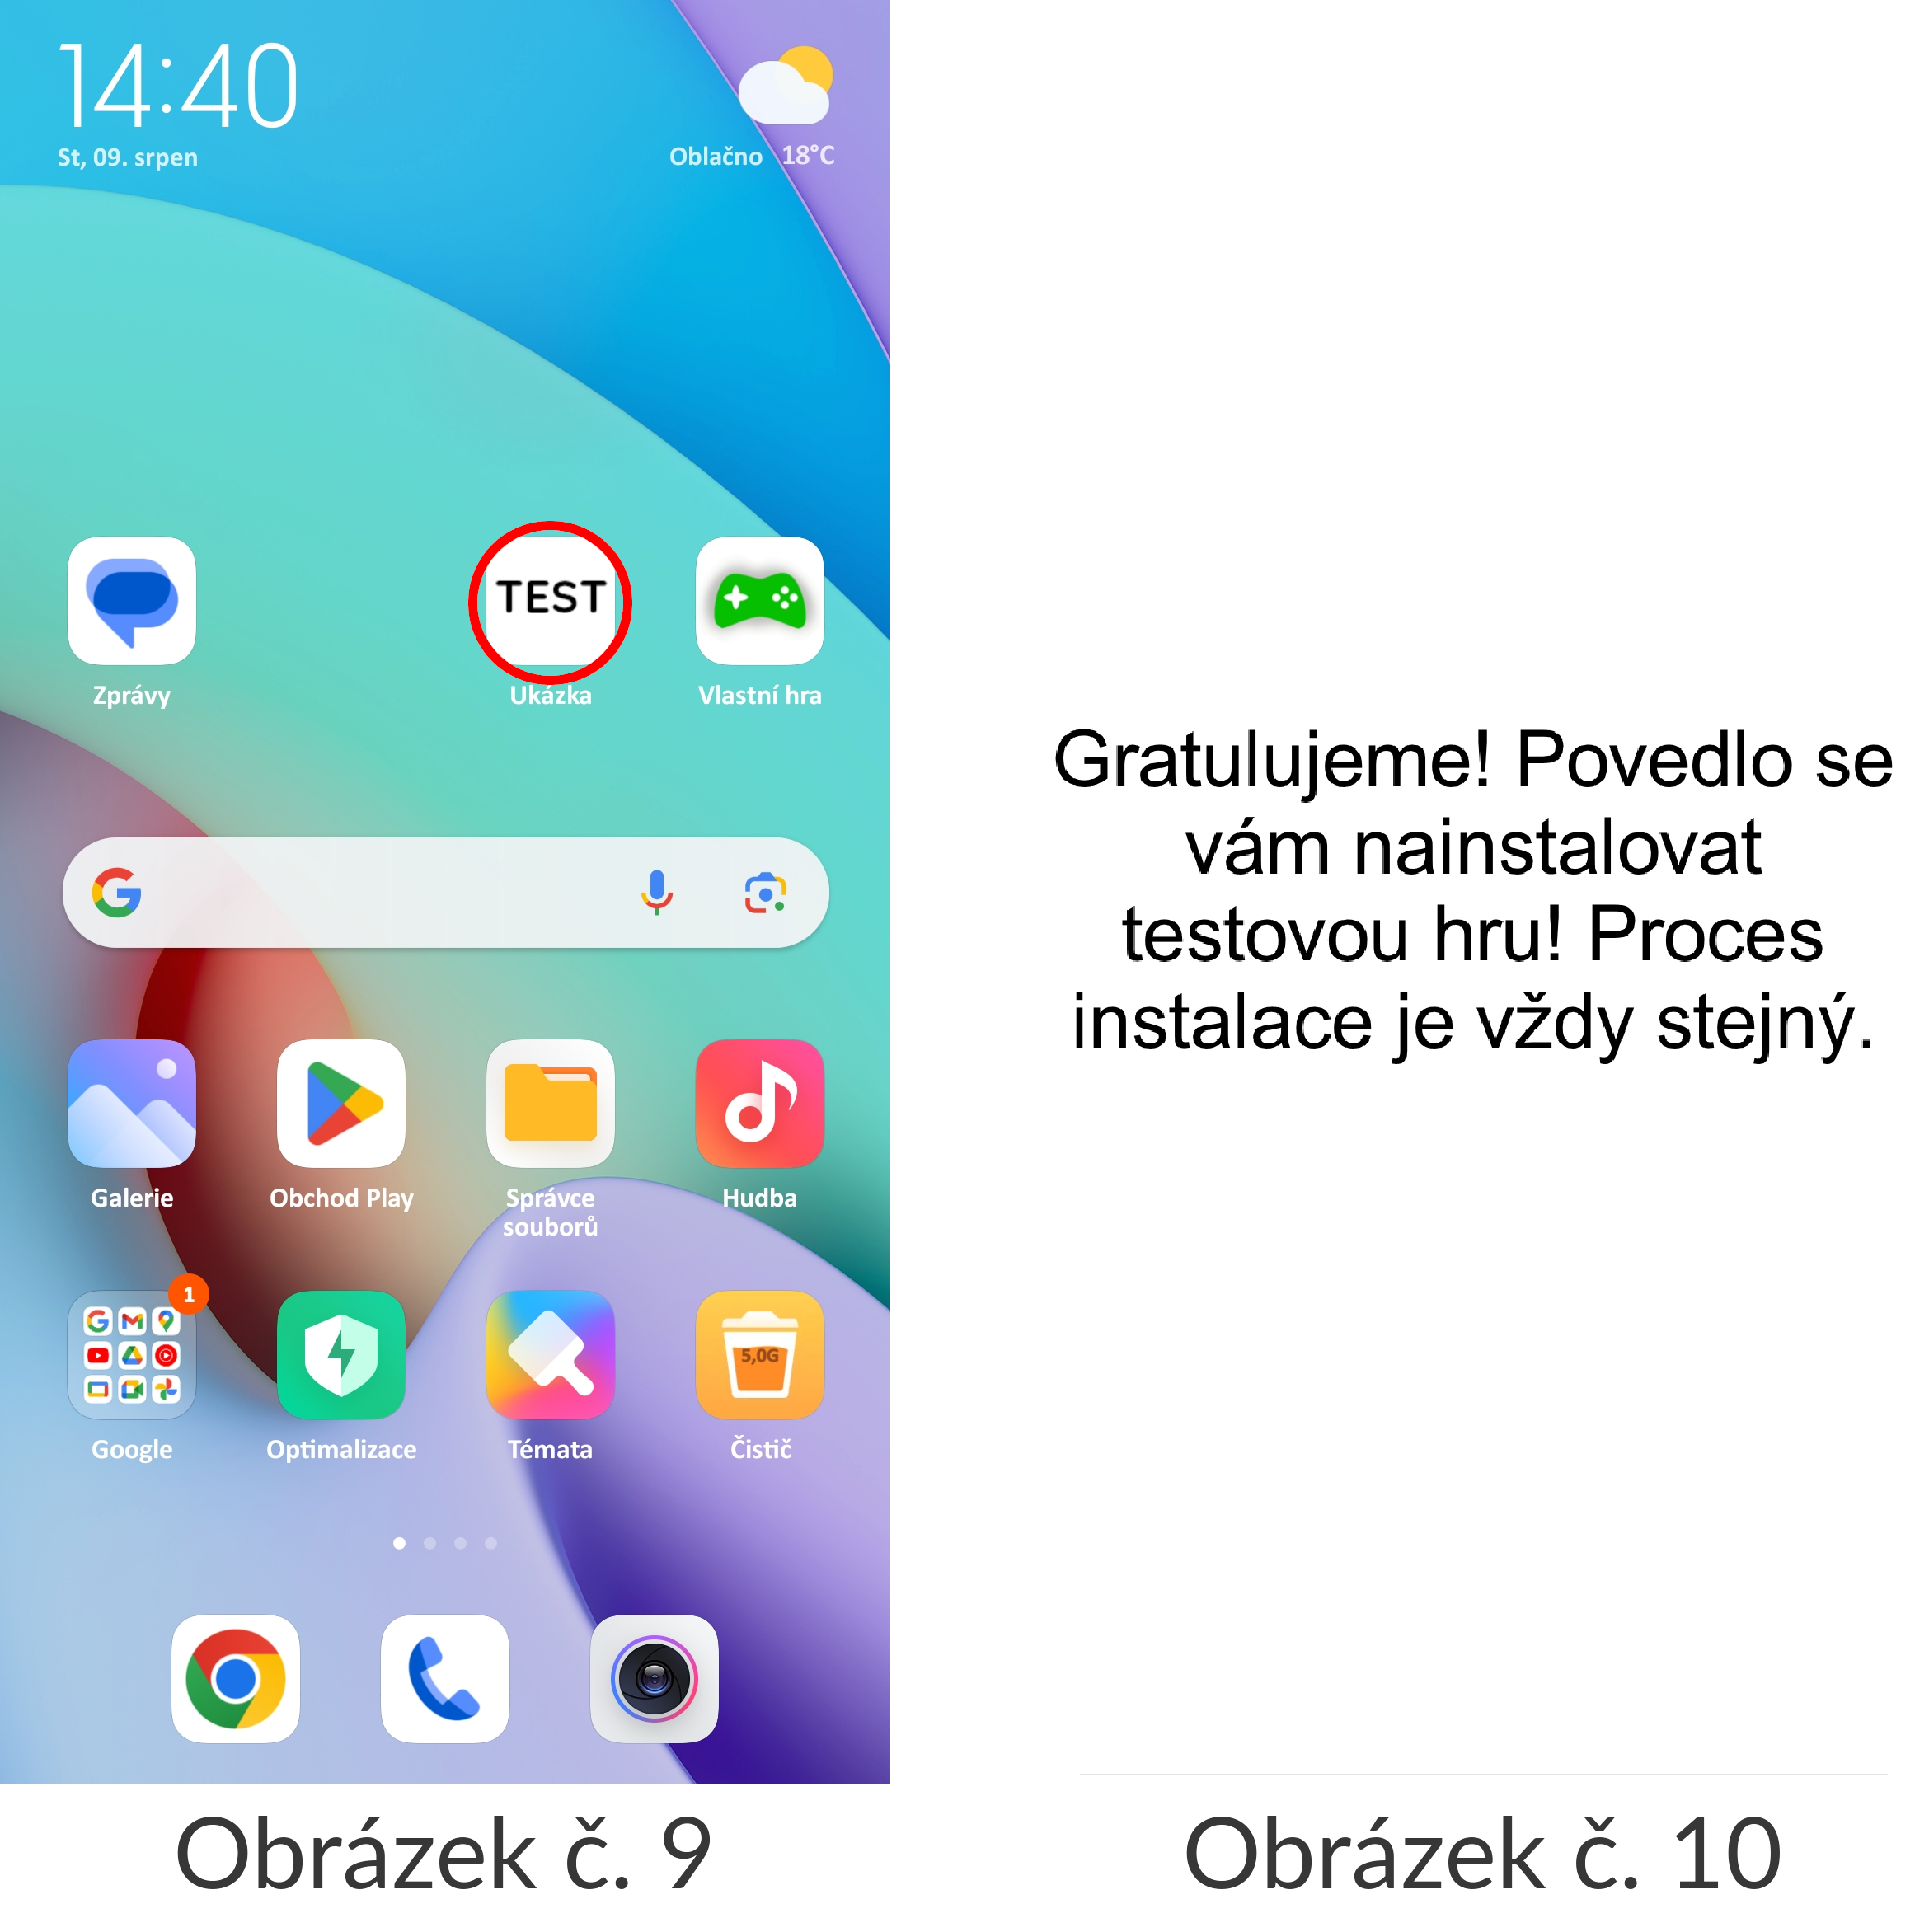 14:40
St, 09. srpen
Oblačno 18°C
TEST
Zprávy
Ukázka
Vlastní hra
Galerie
Obchod Play
Správce
souborů
Hudba
1
5,0G
Google
Optimalizace
Témata
Čistič
Obrázek č. 9
Gratulujeme! Povedlo se
vám nainstalovat
testovou hru! Proces
instalace je vždy stejný.
Obrázek č. 10